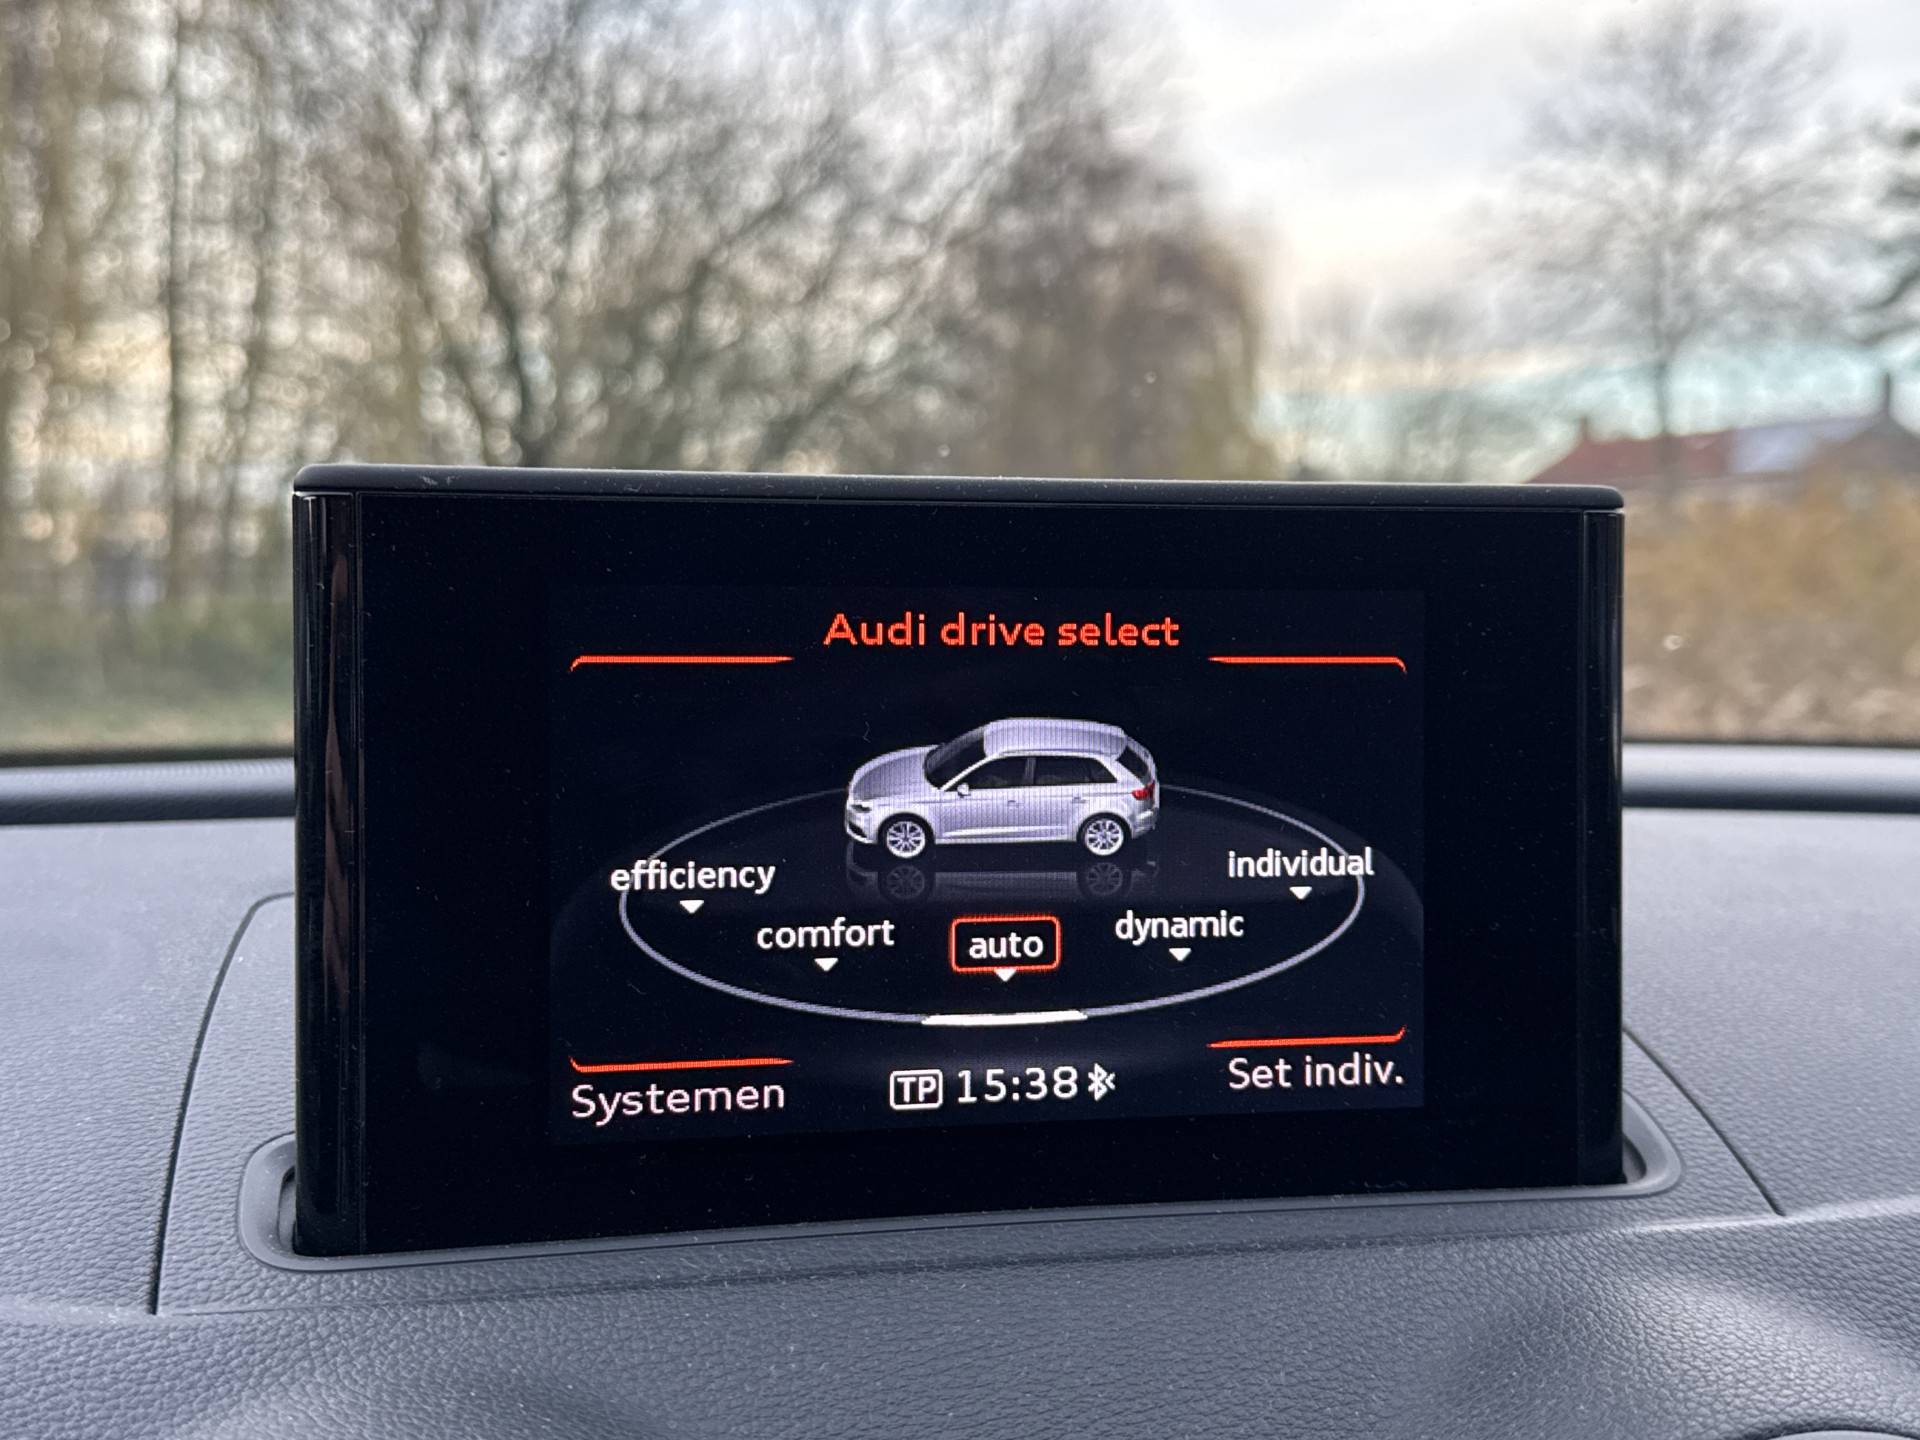 Audi drive select
efficiency
individual
comfort
auto
dynamic
Systemen
TP 15:38
Set indiv.